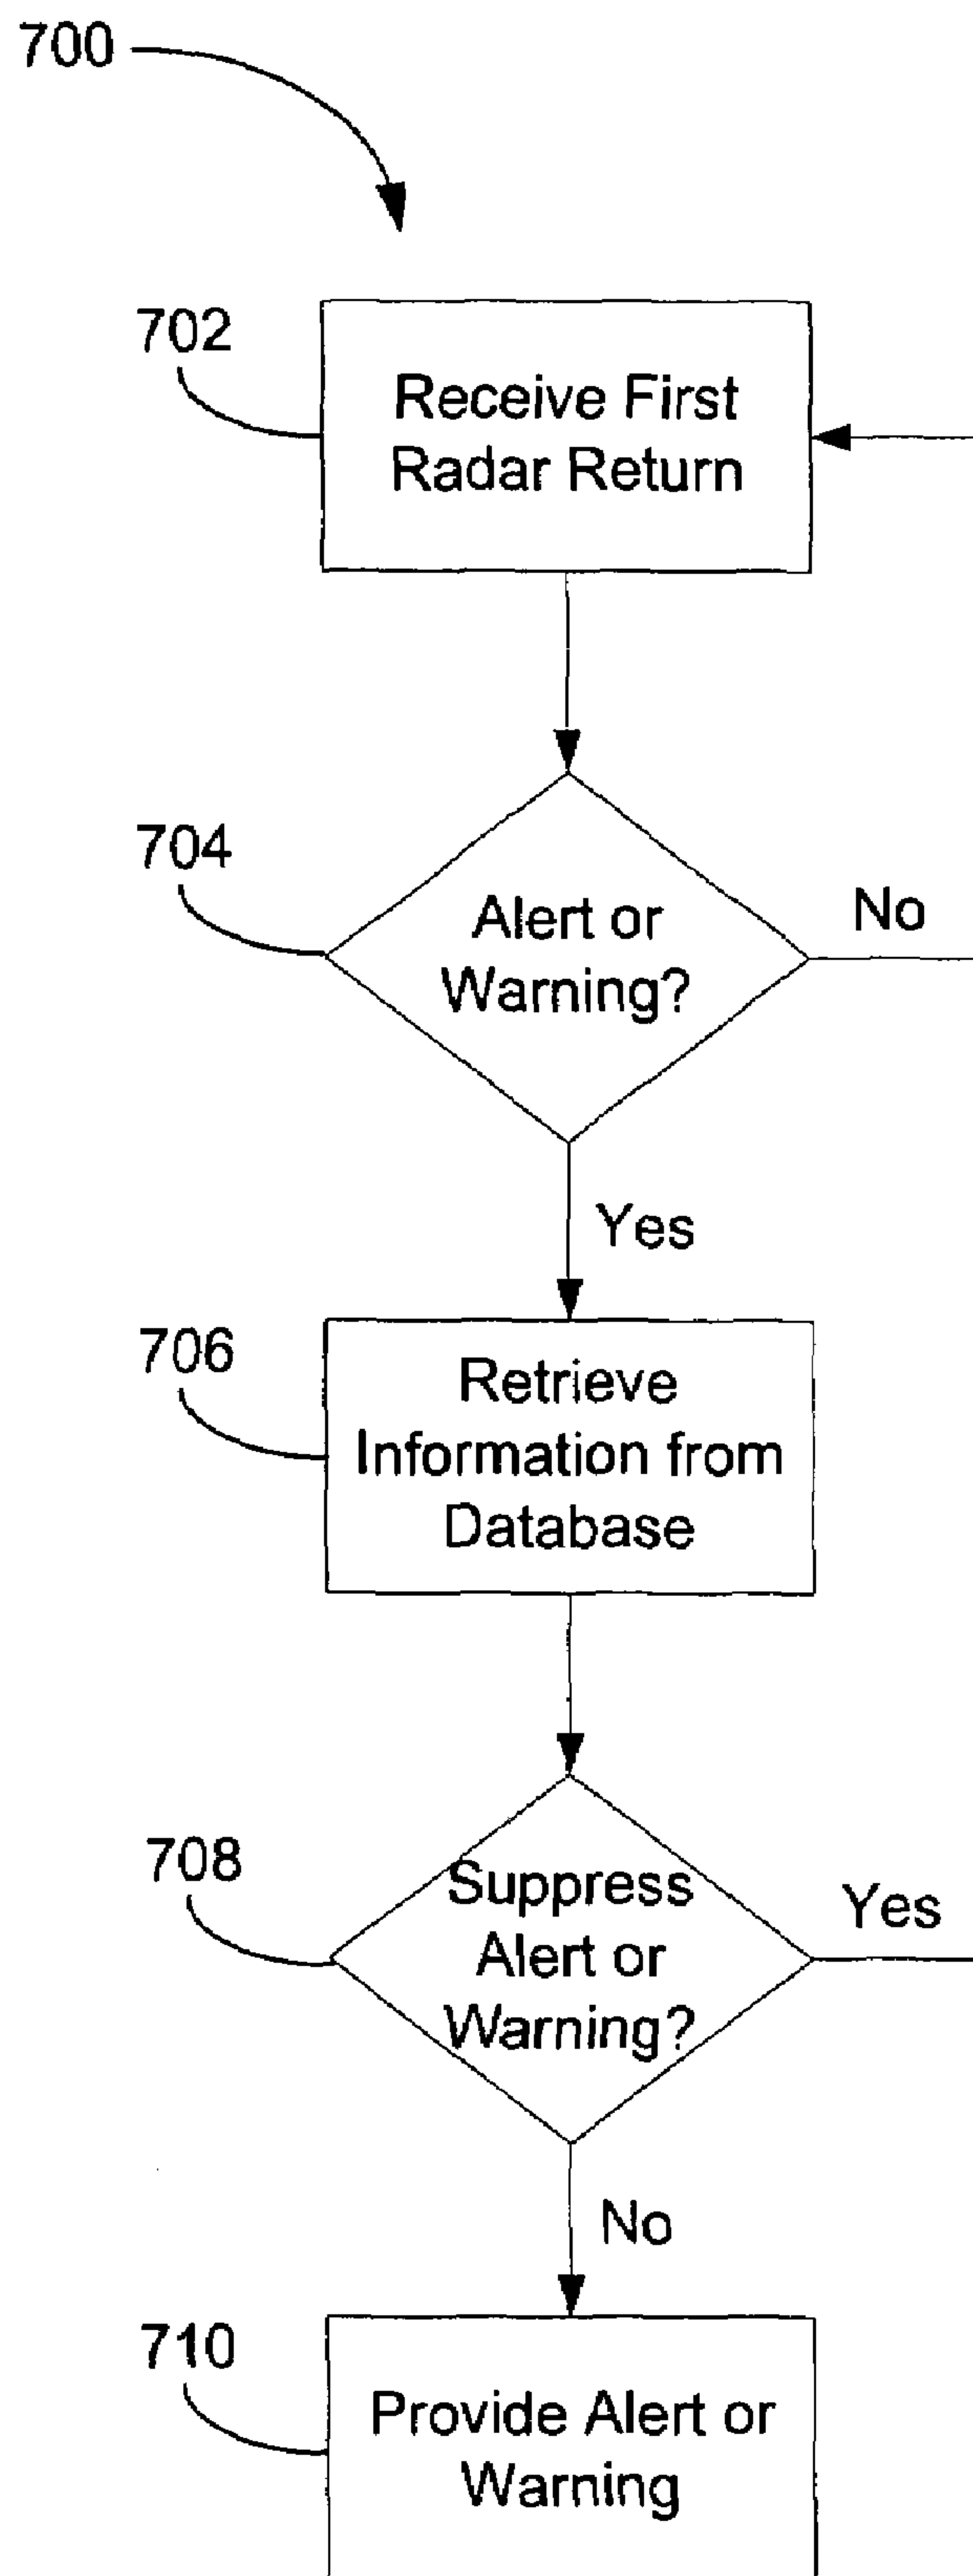 700
702
Receive First
Radar Return
704
Alert or
Warning?
No
Yes
706
Retrieve
Information from
Database
708
Suppress
Alert or
Warning?
Yes
No
710
Provide Alert or
Warning